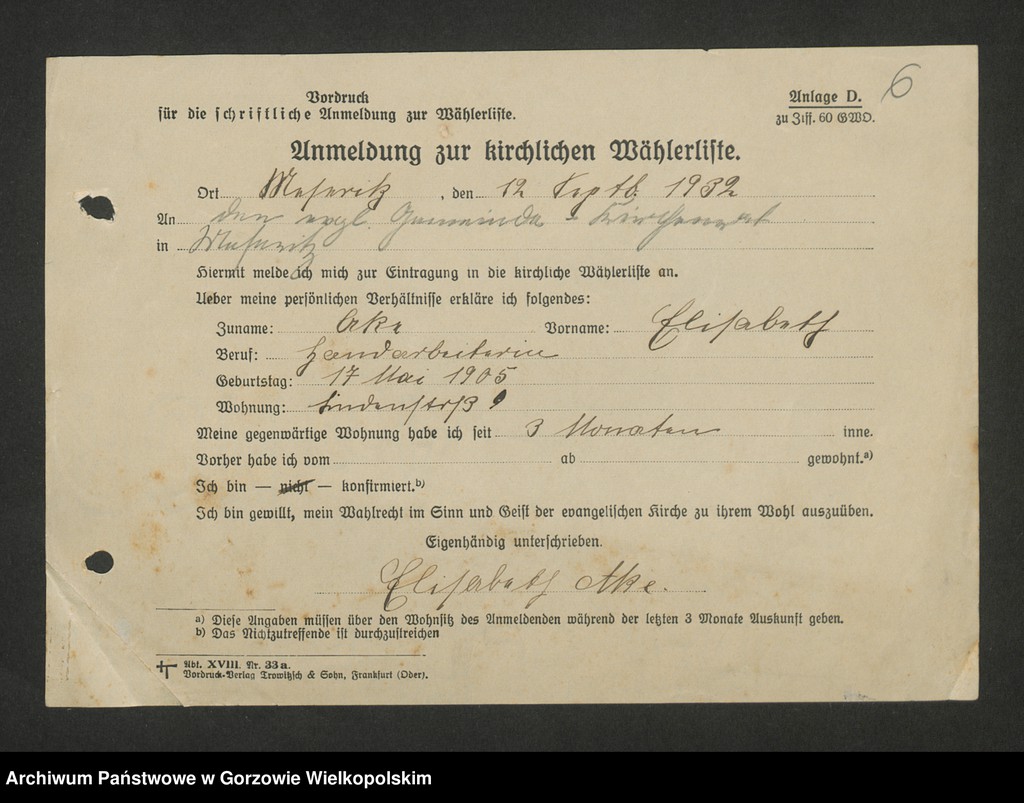 6
Vordruck
für die schriftliche Anmeldung zur Wählerliste.
Anlage D.
zu Ziff. 60 GWO.
Anmeldung zur kirchlichen Wählerliste.
Ort Meseritz, den 12 Septb 1932
An den evgl. Gemeinde - Kirchenrat
in Meseritz
Hiermit melde ich mich zur Eintragung in die kirchliche Wählerliste an.
Ueber meine persönlichen Verhältnisse erkläre ich folgendes:
Zuname: Ake Vorname: Elisabeth
Beruf: Handarbeiterin
Geburtstag: 17 Mai 1905
Wohnung: Lindenstrß 9
Meine gegenwärtige Wohnung habe ich seit 3 Monaten inne.
Vorher habe ich vom ab gewohnt.a)
Ich bin — nicht — konfirmiert.b)
Ich bin gewillt, mein Wahlrecht im Sinn und Geist der evangelischen Kirche zu ihrem Wohl auszuüben.
Eigenhändig unterschrieben.
Elisabeth Ake.
a) Diese Angaben müssen über den Wohnsitz des Anmeldenden während der letzten 3 Monate Auskunft geben.
b) Das Nichtzutreffende ist durchzustreichen
Abt. XVIII. Nr. 33a.
Vordruck-Verlag Trowitzsch & Sohn, Frankfurt (Oder).
Archiwum Państwowe w Gorzowie Wielkopolskim